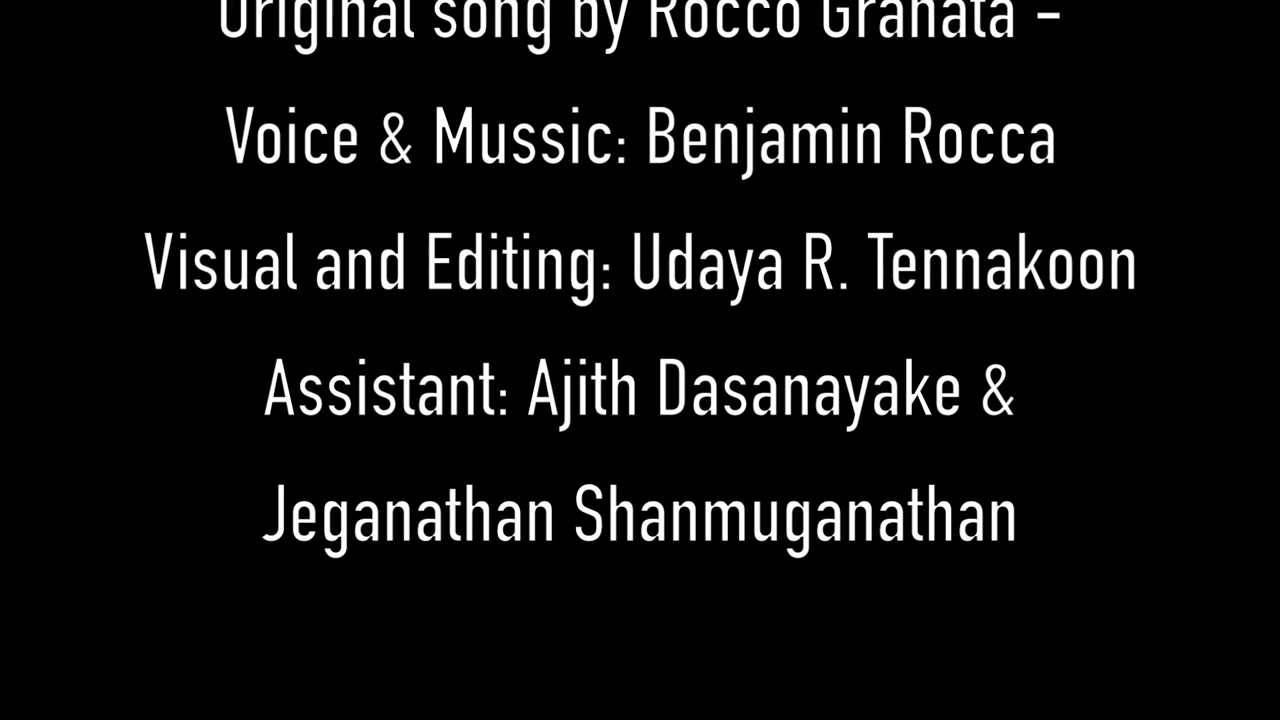 Original song by Rocco Granata –
Voice & Mussic: Benjamin Rocca
Visual and Editing: Udaya R. Tennakoon
Assistant: Ajith Dasanayake &
Jeganathan Shanmuganathan